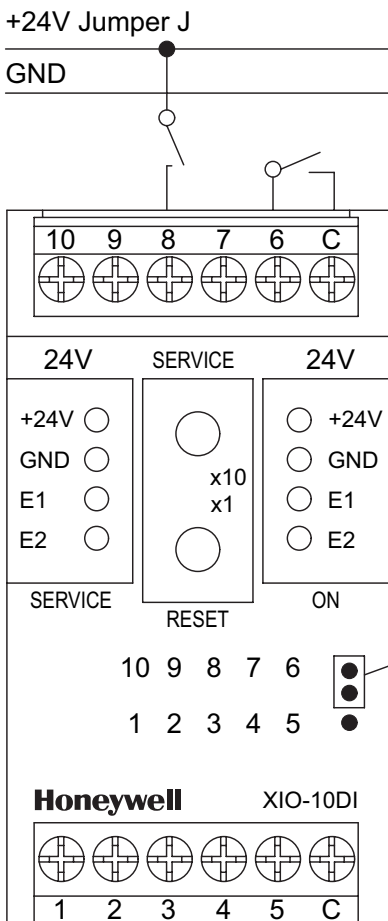 +24V Jumper J
GND
10 9 8 7 6 C
24V SERVICE 24V
+24V
GND
E1
E2
x10
x1
+24V
GND
E1
E2
SERVICE
RESET
ON
10 9 8 7 6
1 2 3 4 5
Honeywell XIO-10DI
1 2 3 4 5 C